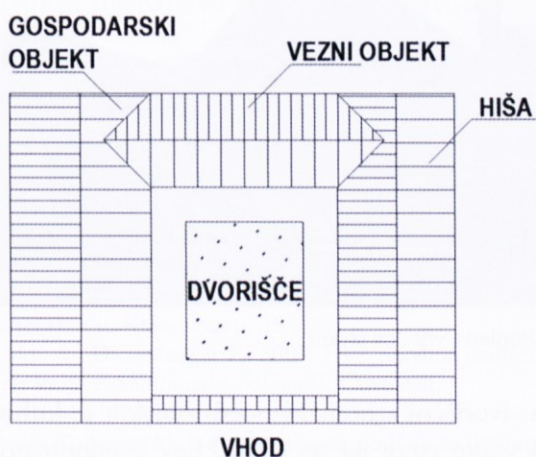 GOSPODARSKI
OBJEKT
VEZNI OBJEKT
HIŠA
DVORIŠČE
VHOD